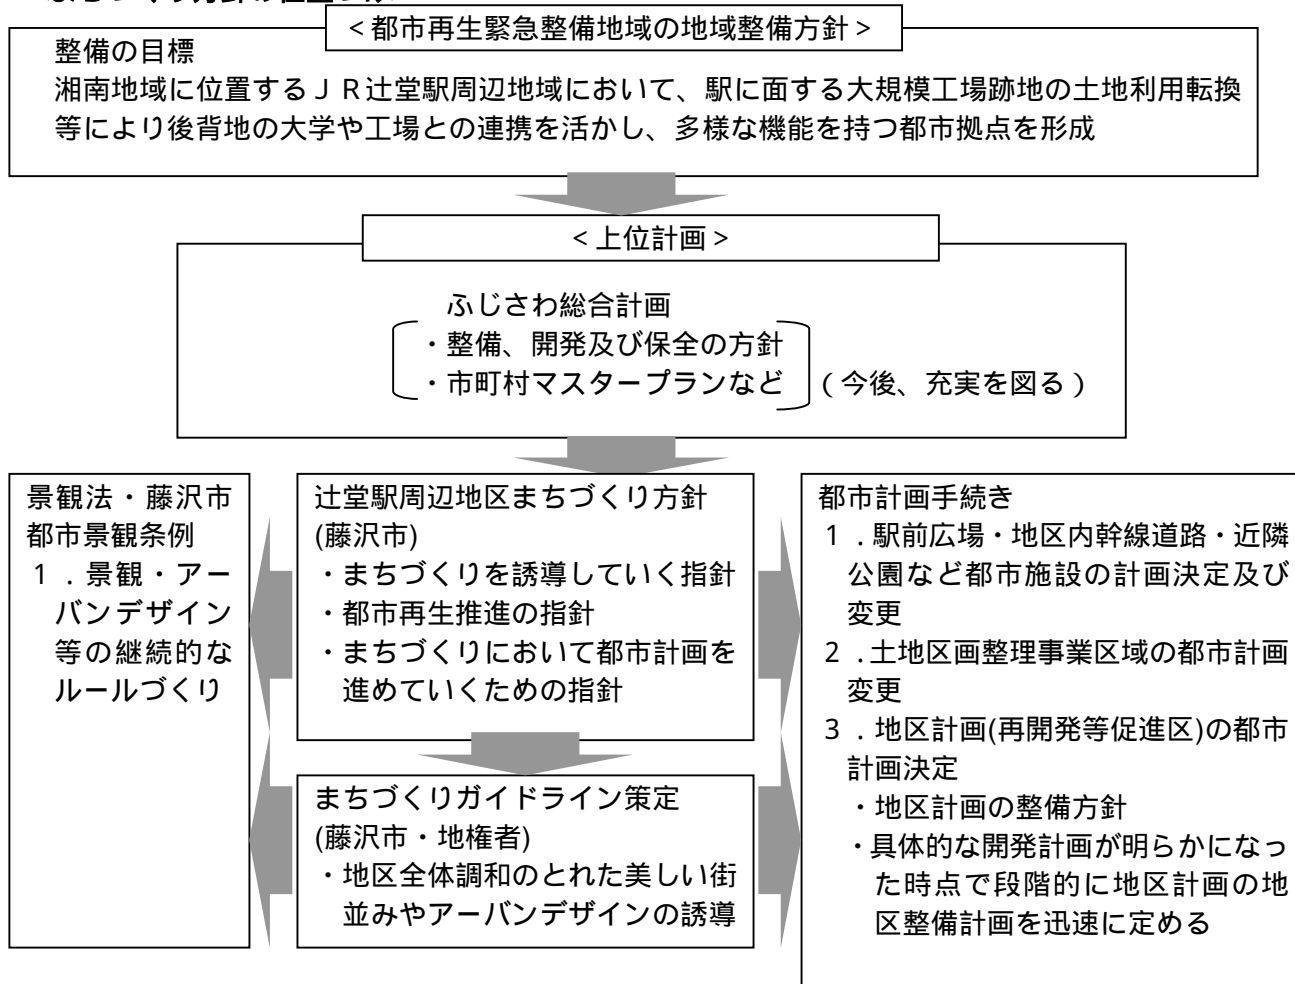 ＜都市再生緊急整備地域の地域整備方針＞
整備の目標
湘南地域に位置するＪＲ辻堂駅周辺地域において、駅に面する大規模工場跡地の土地利用転換
等により後背地の大学や工場との連携を活かし、多様な機能を持つ都市拠点を形成
＜上位計画＞
ふじさわ総合計画
・整備、開発及び保全の方針
・市町村マスタープランなど （今後、充実を図る）
景観法・藤沢市
都市景観条例
１．景観・アー
バンデザイン
等の継続的な
ルールづくり
辻堂駅周辺地区まちづくり方針
(藤沢市)
・まちづくりを誘導していく指針
・都市再生推進の指針
・まちづくりにおいて都市計画を
進めていくための指針
まちづくりガイドライン策定
(藤沢市・地権者)
・地区全体調和のとれた美しい街
並みやアーバンデザインの誘導
都市計画手続き
１．駅前広場・地区内幹線道路・近隣
公園など都市施設の計画決定及び
変更
２．土地区画整理事業区域の都市計画
変更
３．地区計画(再開発等促進区)の都市
計画決定
・地区計画の整備方針
・具体的な開発計画が明らかになっ
た時点で段階的に地区計画の地
区整備計画を迅速に定める